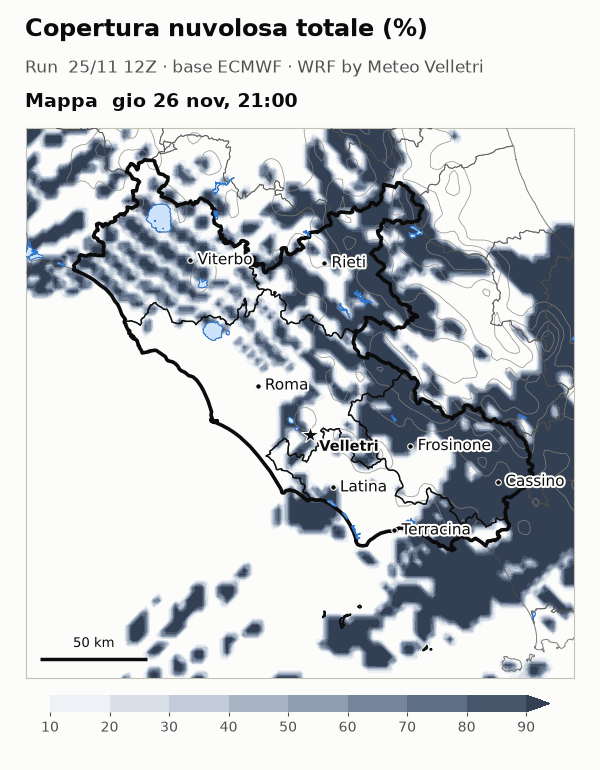 Copertura nuvolosa totale (%)
Run  25/11 12Z · base ECMWF · WRF by Meteo Velletri
Mappa  gio 26 nov, 21:00
Viterbo
Rieti
Roma
Velletri
Frosinone
Cassino
Latina
Terracina
50 km
10 20 30 40 50 60 70 80 90